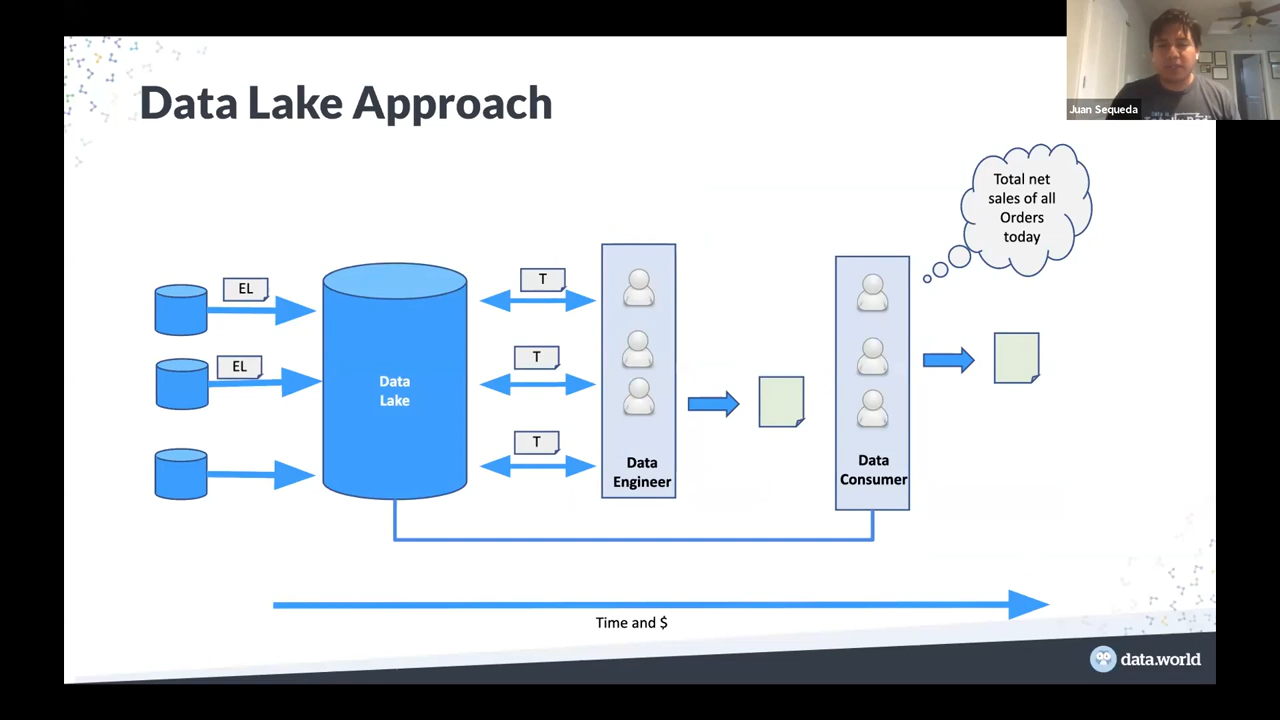 Juan Sequeda
Data Lake Approach
Total net
sales of all
Orders
today
EL
EL
T
T
T
Data
Lake
Data
Engineer
Data
Consumer
Time and $
data.world